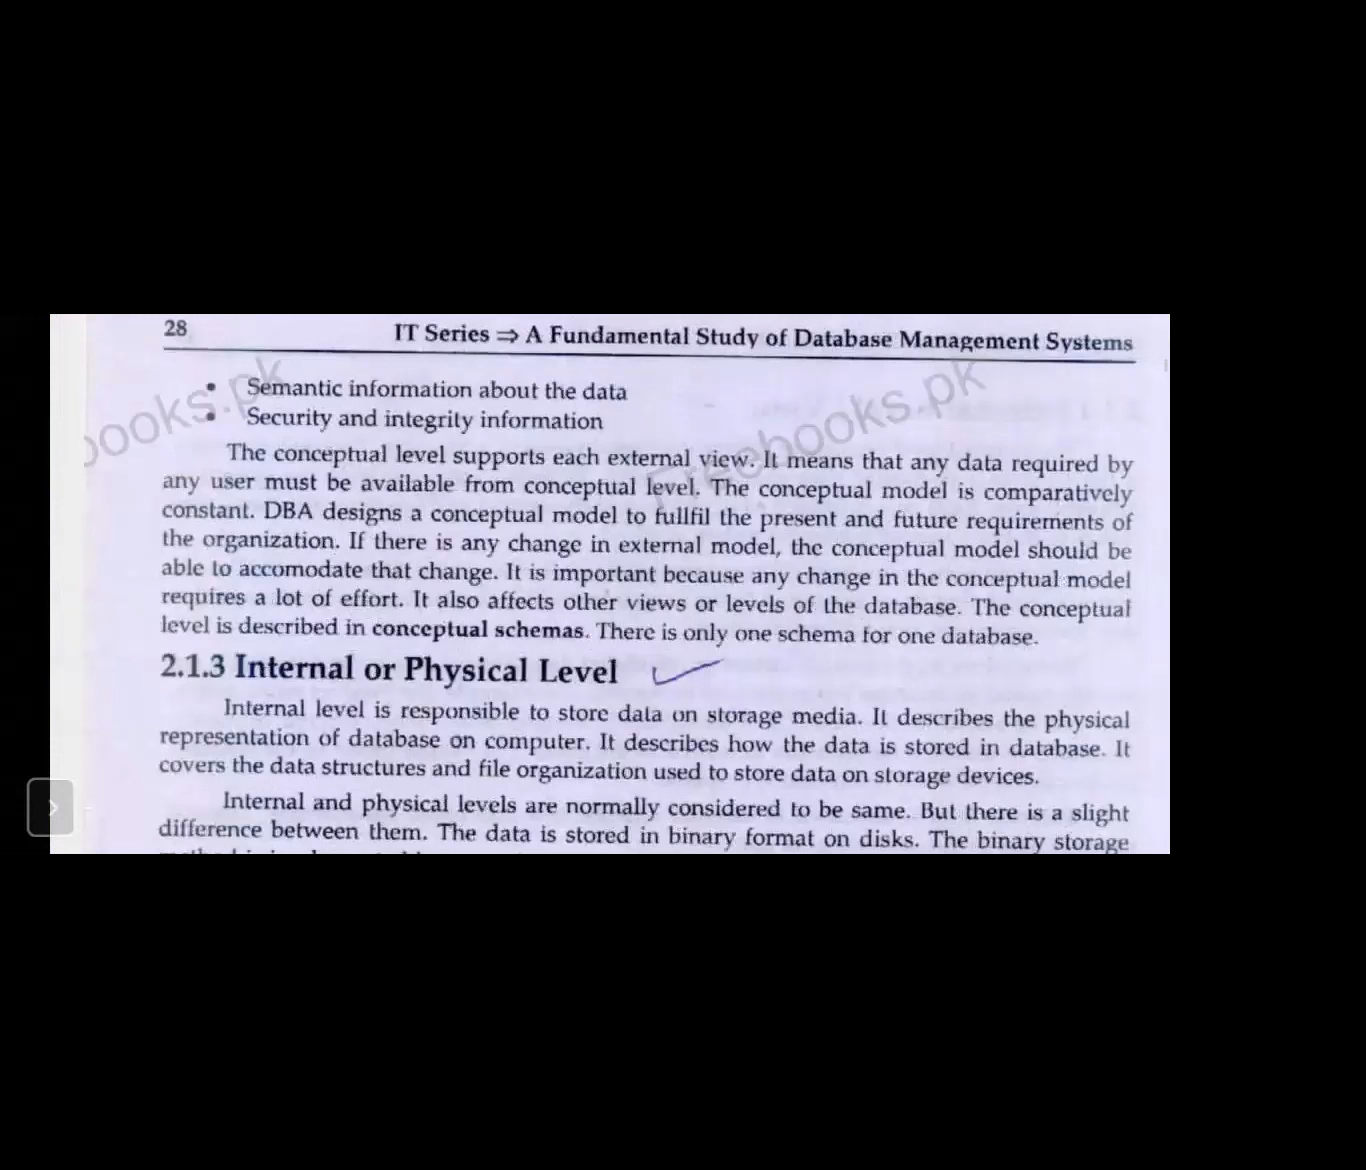 28
IT Series ⇒ A Fundamental Study of Database Management Systems
• Semantic information about the data
• Security and integrity information
The conceptual level supports each external view. It means that any data required by
any user must be available from conceptual level. The conceptual model is comparatively
constant. DBA designs a conceptual model to fullfil the present and future requirements of
the organization. If there is any change in external model, the conceptual model should be
able to accomodate that change. It is important because any change in the conceptual model
requires a lot of effort. It also affects other views or levels of the database. The conceptual
level is described in conceptual schemas. There is only one schema for one database.
2.1.3 Internal or Physical Level
Internal level is responsible to store data on storage media. It describes the physical
representation of database on computer. It describes how the data is stored in database. It
covers the data structures and file organization used to store data on storage devices.
Internal and physical levels are normally considered to be same. But there is a slight
difference between them. The data is stored in binary format on disks. The binary storage
ooks.pk
Freebooks.pk